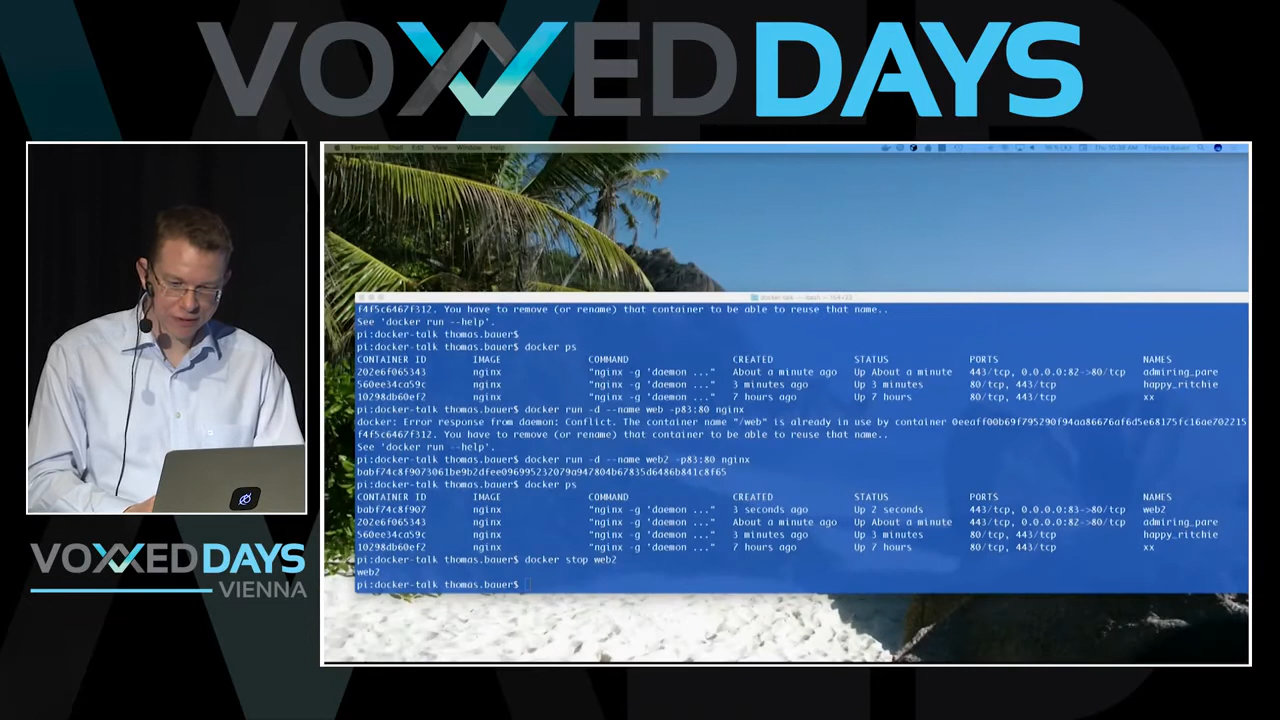 VOXXED DAYS
Terminal Shell Edit View Window Help
f4f5c6467f312. You have to remove (or rename) that container to be able to reuse that name..
See 'docker run --help'.
pi:docker-talk thomas.bauer$
pi:docker-talk thomas.bauer$ docker ps
CONTAINER ID IMAGE COMMAND CREATED STATUS PORTS NAMES
202e6f065343 nginx "nginx -g 'daemon ..." About a minute ago Up About a minute 443/tcp, 0.0.0.0:82->80/tcp admiring_pare
560ee34ca59c nginx "nginx -g 'daemon ..." 3 minutes ago Up 3 minutes 80/tcp, 443/tcp happy_ritchie
10298db60ef2 nginx "nginx -g 'daemon ..." 7 hours ago Up 7 hours 80/tcp, 443/tcp xx
pi:docker-talk thomas.bauer$ docker run -d --name web -p83:80 nginx
docker: Error response from daemon: Conflict. The container name "/web" is already in use by container 0eeaff00b69f795290f94aa86676af6d5e68175fc16ae702215
f4f5c6467f312. You have to remove (or rename) that container to be able to reuse that name..
See 'docker run --help'.
pi:docker-talk thomas.bauer$ docker run -d --name web2 -p83:80 nginx
babf74c8f9073061be9b2dfee096995232079a947804b67835d6486b841c8f65
pi:docker-talk thomas.bauer$ docker ps
CONTAINER ID IMAGE COMMAND CREATED STATUS PORTS NAMES
babf74c8f907 nginx "nginx -g 'daemon ..." 3 seconds ago Up 2 seconds 443/tcp, 0.0.0.0:83->80/tcp web2
202e6f065343 nginx "nginx -g 'daemon ..." About a minute ago Up About a minute 443/tcp, 0.0.0.0:82->80/tcp admiring_pare
560ee34ca59c nginx "nginx -g 'daemon ..." 3 minutes ago Up 3 minutes 80/tcp, 443/tcp happy_ritchie
10298db60ef2 nginx "nginx -g 'daemon ..." 7 hours ago Up 7 hours 80/tcp, 443/tcp xx
pi:docker-talk thomas.bauer$ docker stop web2
web2
pi:docker-talk thomas.bauer$
VOXXED DAYS
VIENNA